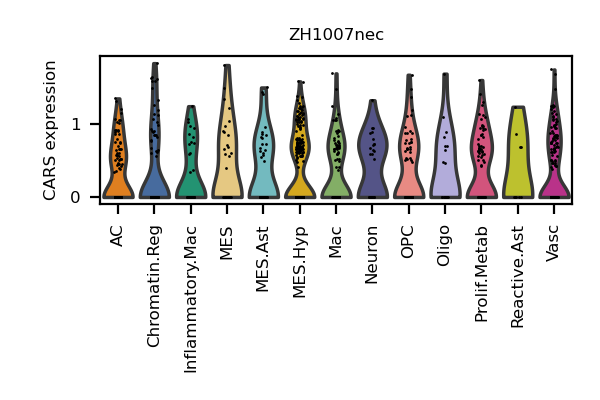 ZH1007nec
CARS expression
1
0
AC
Chromatin.Reg
Inflammatory.Mac
MES
MES.Ast
MES.Hyp
Mac
Neuron
OPC
Oligo
Prolif.Metab
Reactive.Ast
Vasc